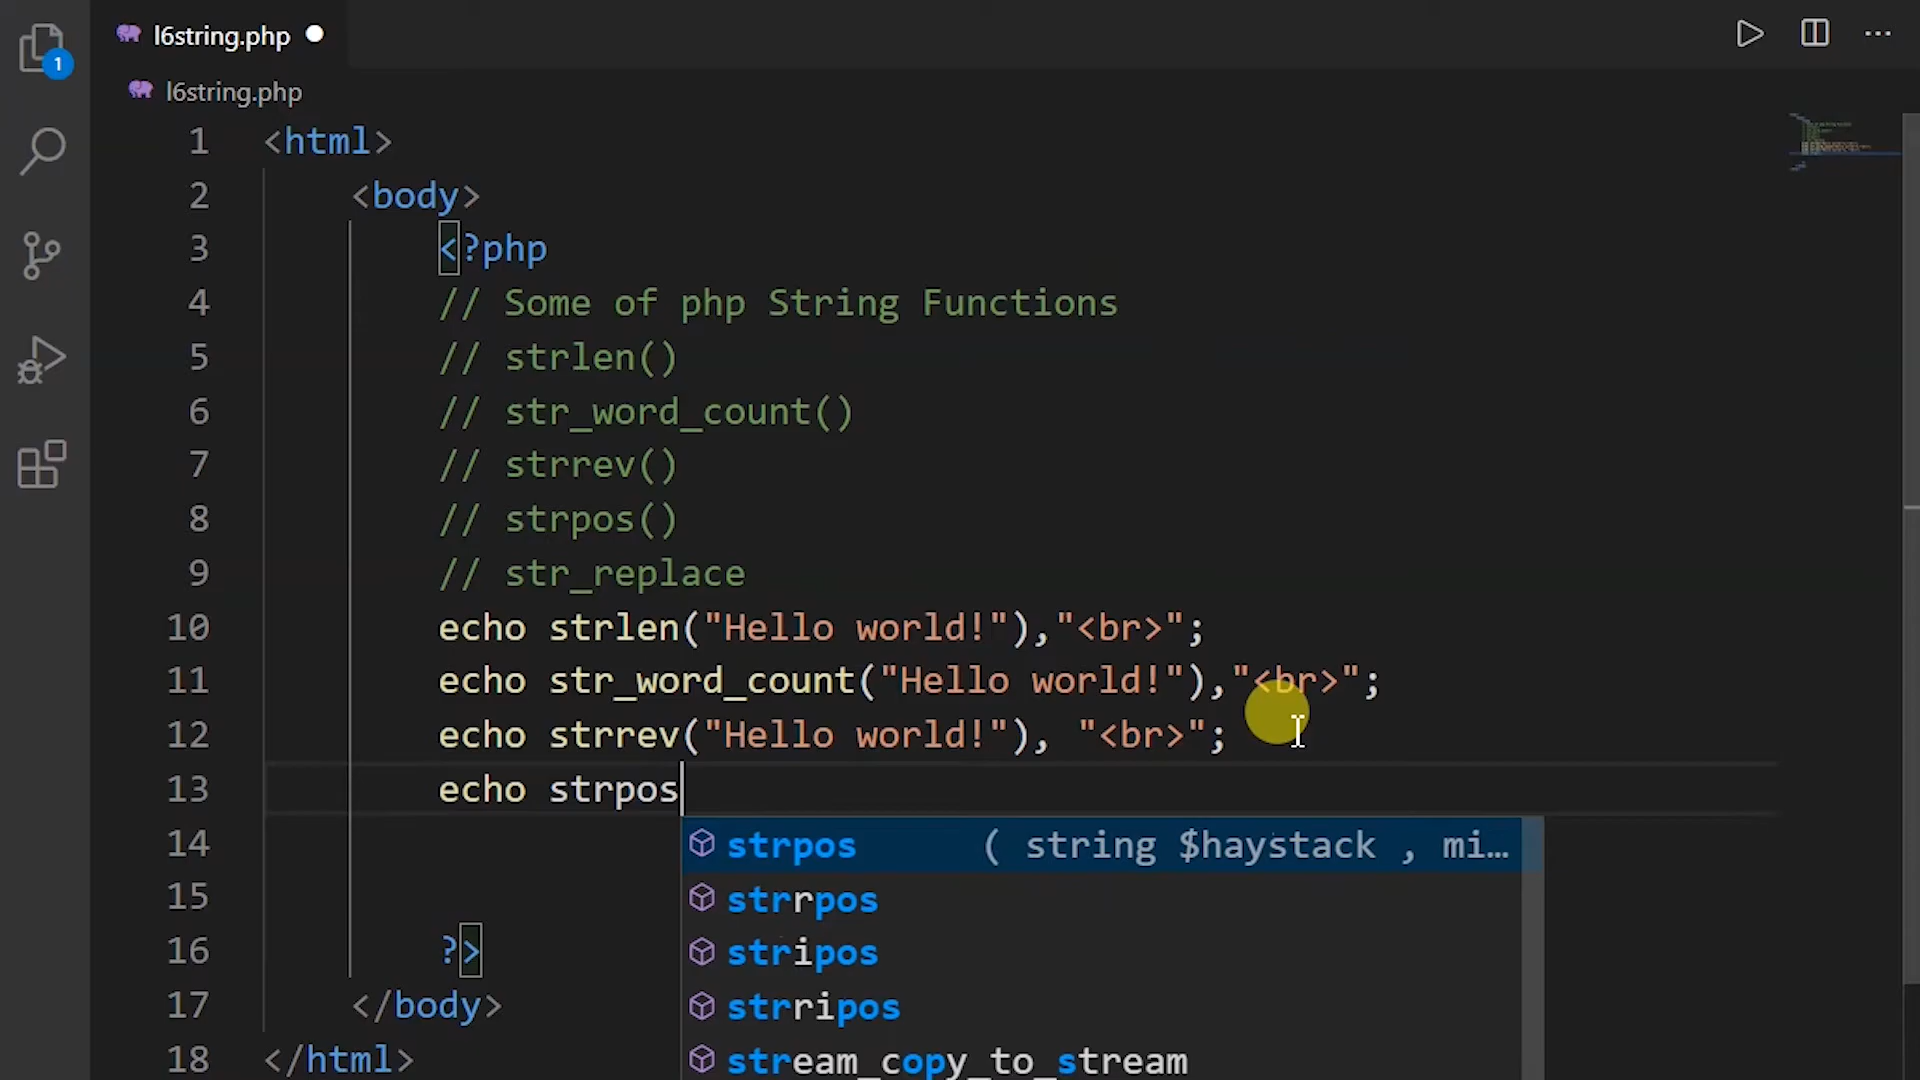 l6string.php
1
l6string.php
1 <html>
2 <body>
3 <?php
4 // Some of php String Functions
5 // strlen()
6 // str_word_count()
7 // strrev()
8 // strpos()
9 // str_replace
10 echo strlen("Hello world!"),"<br>";
11 echo str_word_count("Hello world!"),"<br>";
12 echo strrev("Hello world!"), "<br>";
13 echo strpos
14 strpos ( string $haystack , mi…
15 strrpos
16 ?> stripos
17 </body> strripos
18 </html> stream_copy_to_stream